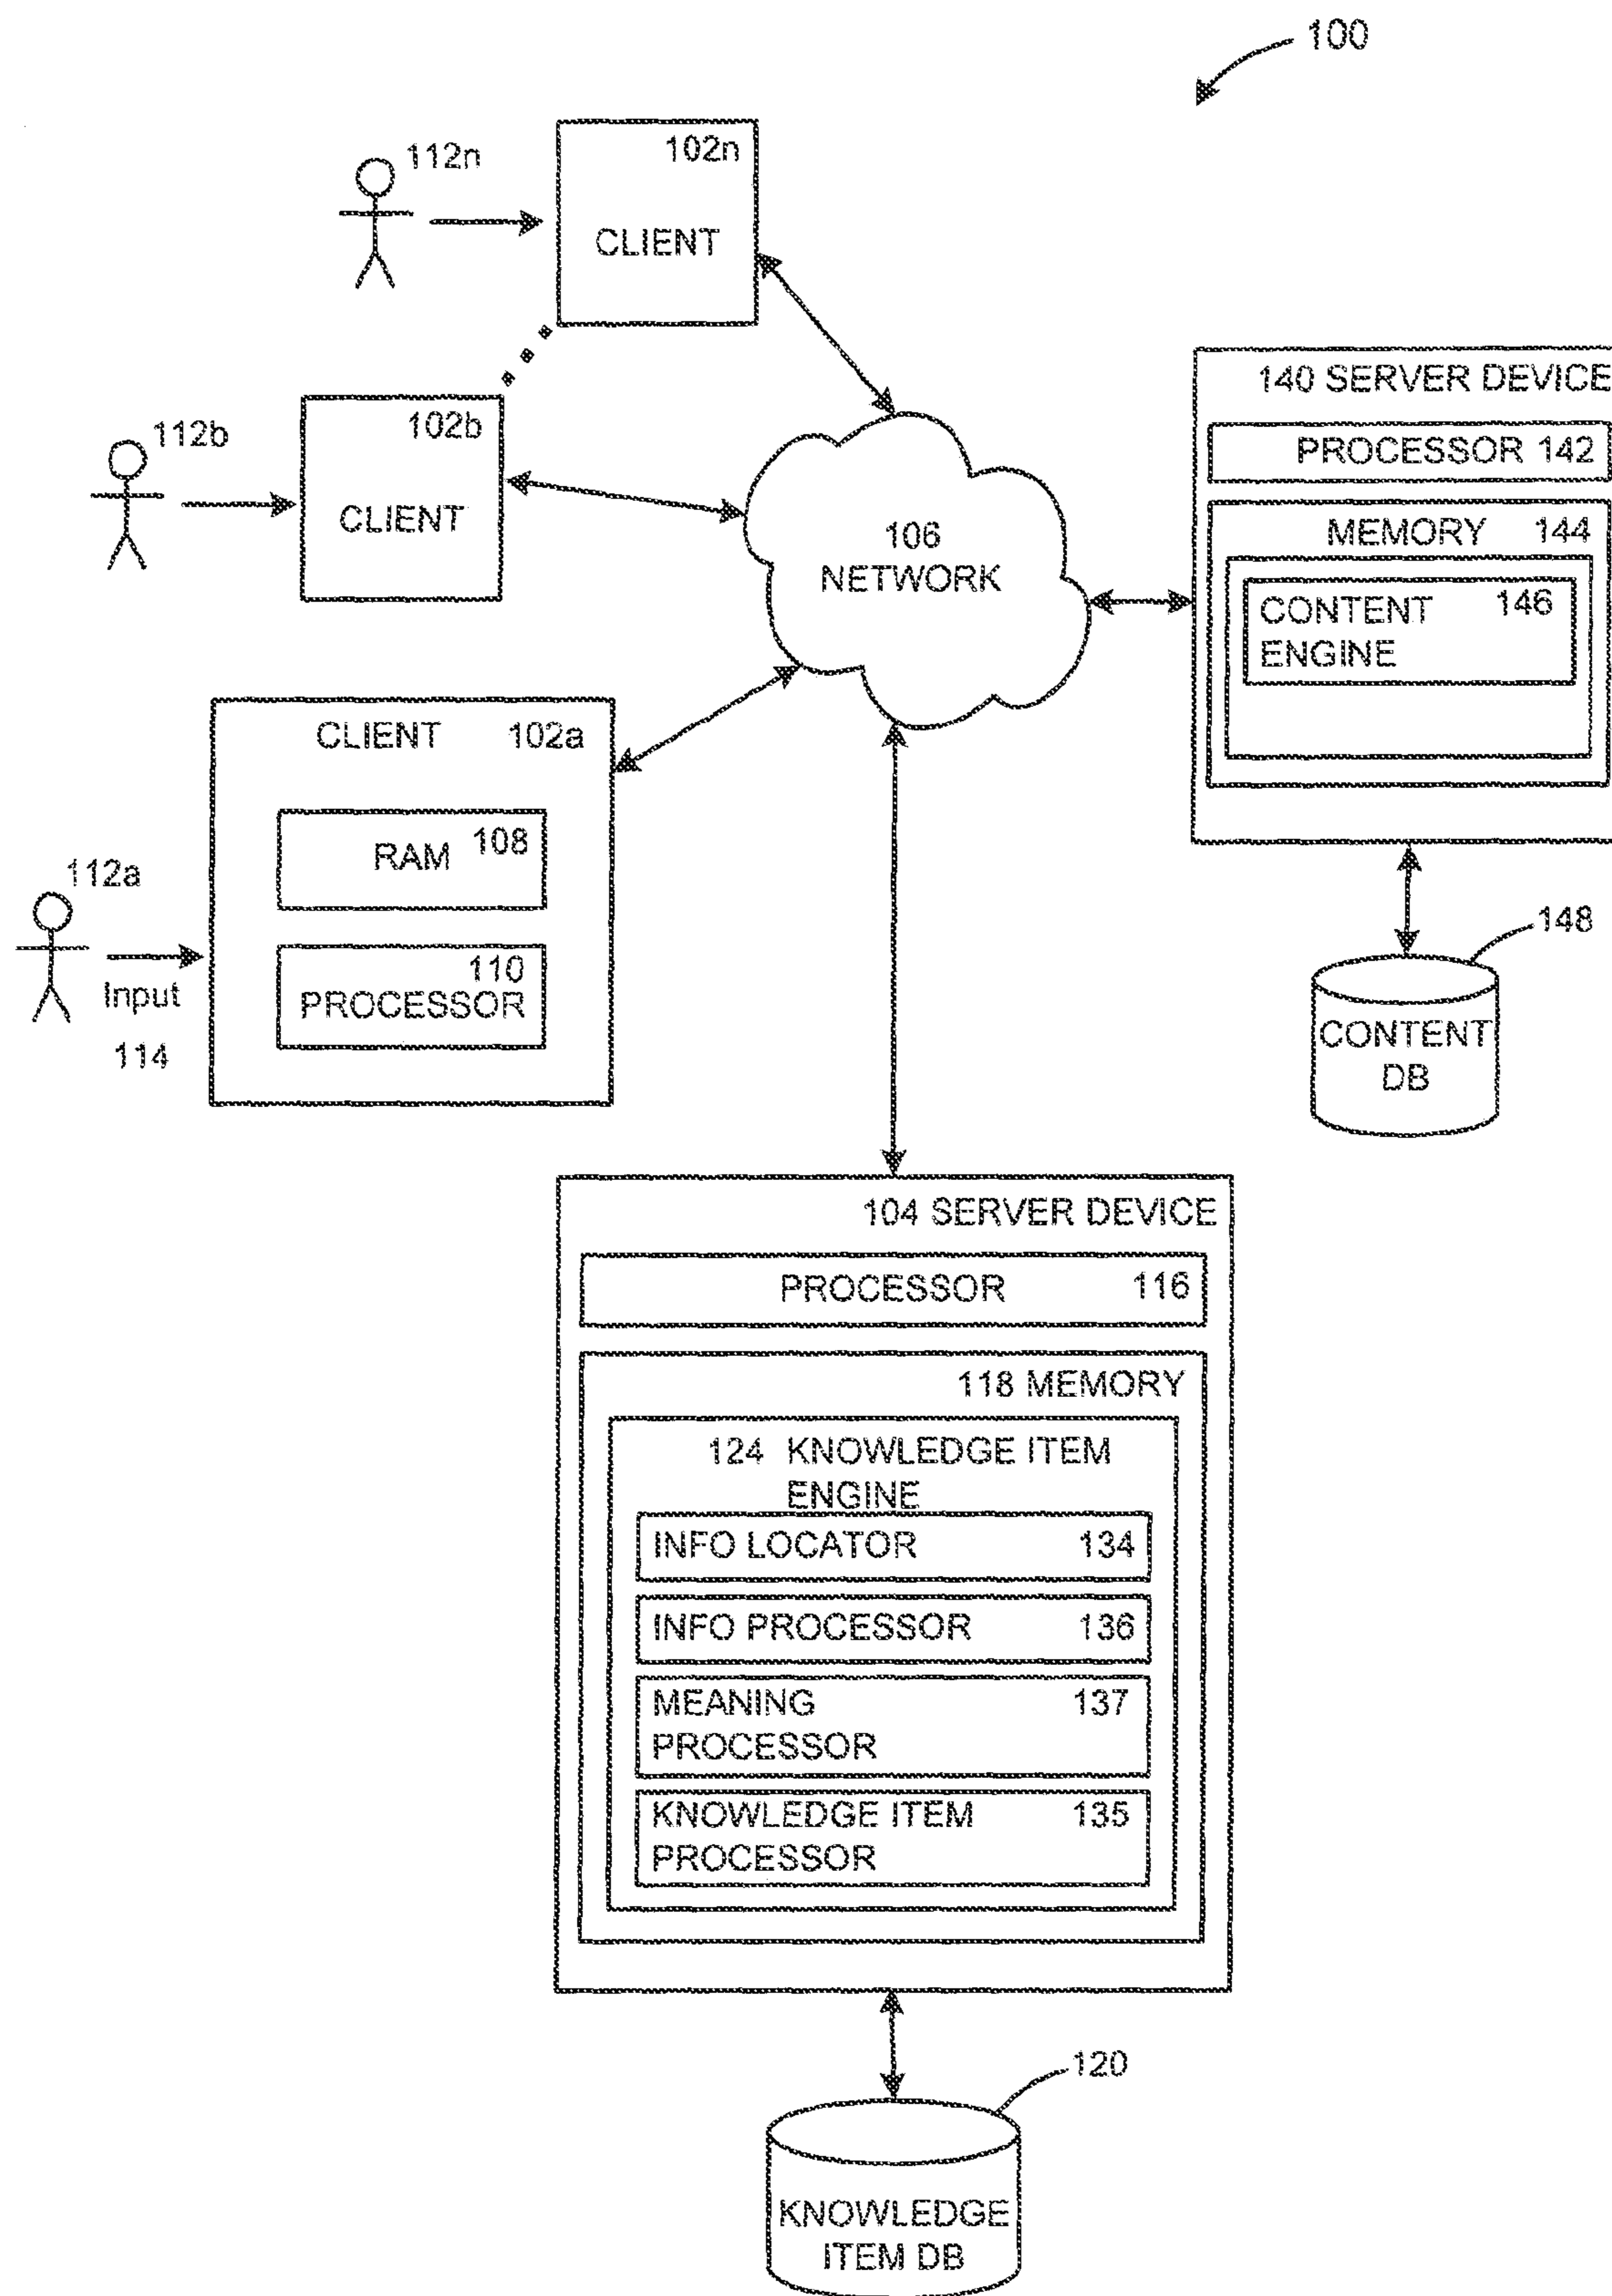 100
112n
102n
CLIENT
112b
102b
CLIENT
140 SERVER DEVICE
PROCESSOR 142
MEMORY 144
CONTENT 146
ENGINE
106
NETWORK
CLIENT 102a
RAM 108
110
PROCESSOR
112a
Input
114
148
CONTENT
DB
104 SERVER DEVICE
PROCESSOR 116
118 MEMORY
124 KNOWLEDGE ITEM
ENGINE
INFO LOCATOR 134
INFO PROCESSOR 136
MEANING 137
PROCESSOR
KNOWLEDGE ITEM 135
PROCESSOR
120
KNOWLEDGE
ITEM DB